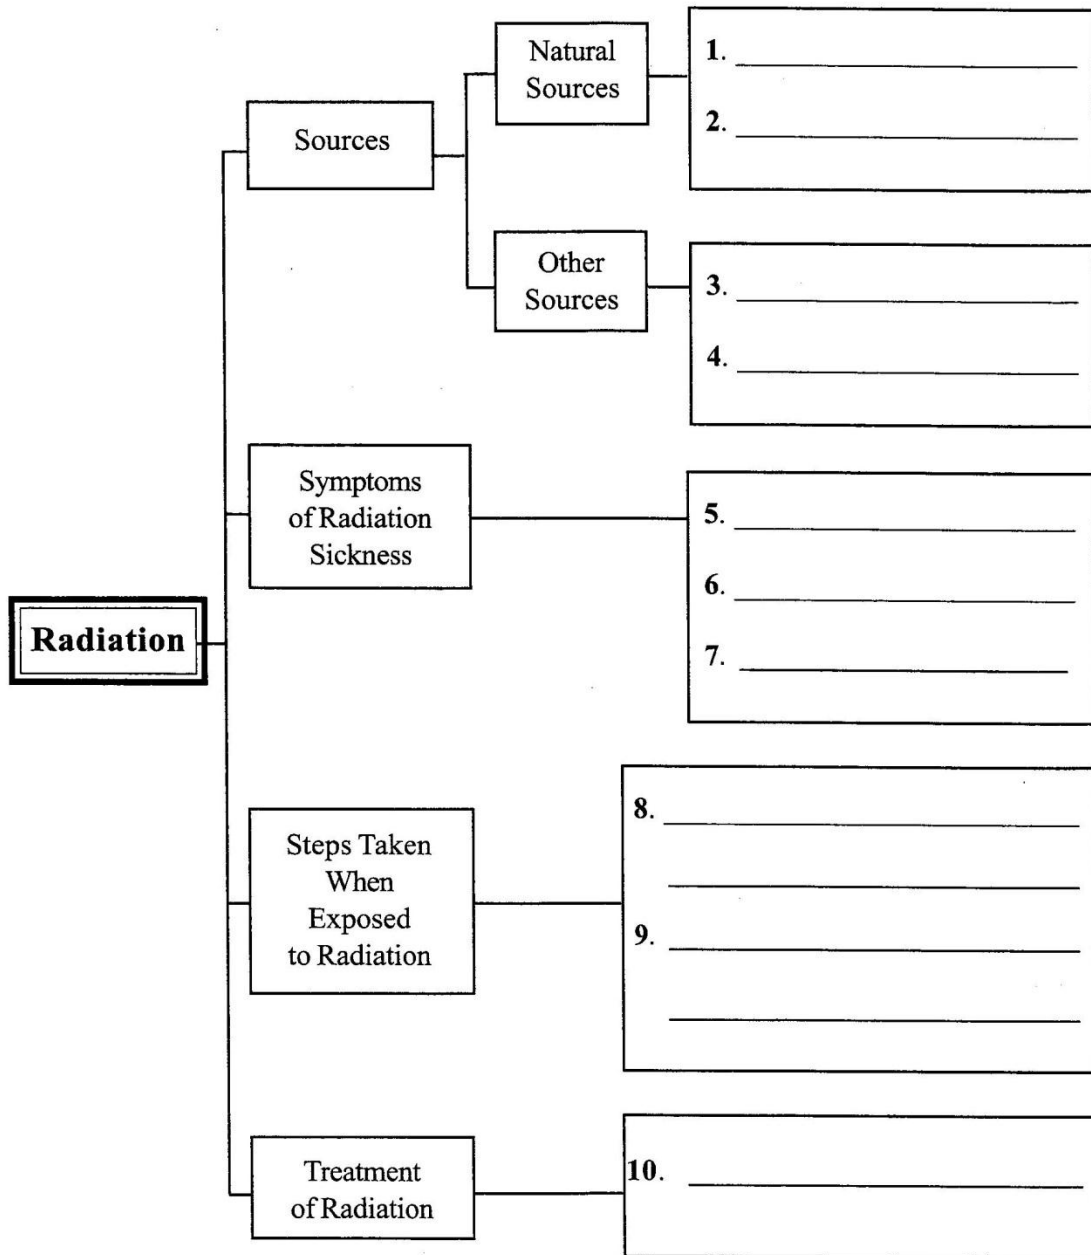 Natural
Sources
1.
2.
Sources
Other
Sources
3.
4.
Symptoms
of Radiation
Sickness
5.
6.
7.
Radiation
Steps Taken
When
Exposed
to Radiation
8.
9.
Treatment
of Radiation
10.